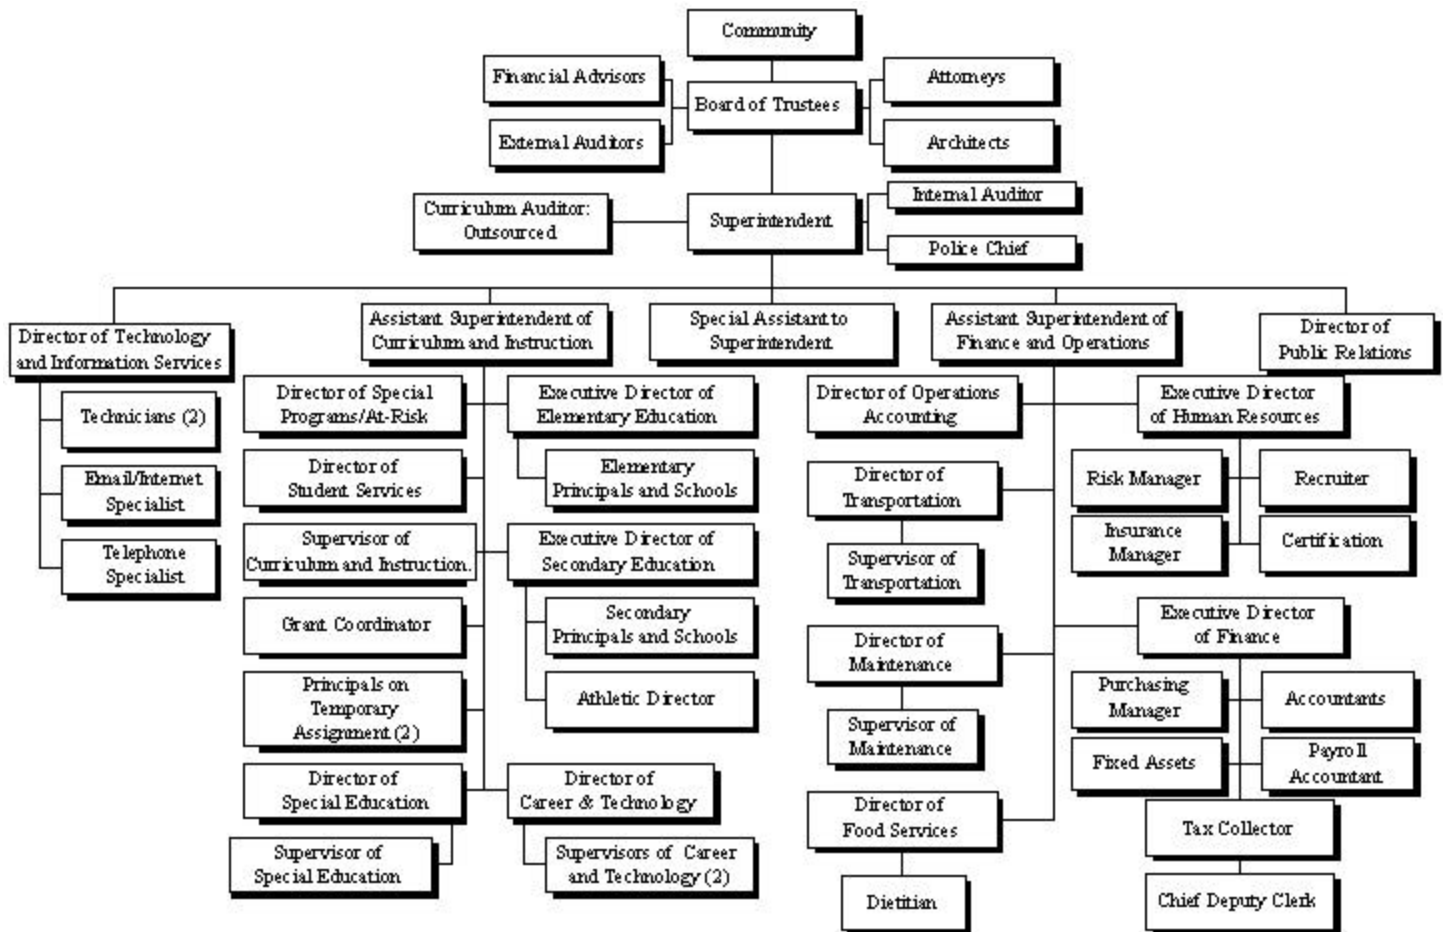 Community
Financial Advisors
Attorneys
Board of Trustees
External Auditors
Architects
Internal Auditor
Curriculum Auditor:
Outsourced
Superintendent
Police Chief
Director of Technology
and Information Services
Assistant Superintendent of
Curriculum and Instruction
Special Assistant to
Superintendent
Assistant Superintendent of
Finance and Operations
Director of
Public Relations
Technicians (2)
Email/Internet
Specialist
Telephone
Specialist
Director of Special
Programs/At-Risk
Executive Director of
Elementary Education
Director of
Student Services
Elementary
Principals and Schools
Supervisor of
Curriculum and Instruction.
Executive Director of
Secondary Education
Grant Coordinator
Secondary
Principals and Schools
Principals on
Temporary
Assignment (2)
Athletic Director
Director of
Special Education
Director of
Career & Technology
Supervisor of
Special Education
Supervisors of Career
and Technology (2)
Director of Operations
Accounting
Executive Director
of Human Resources
Director of
Transportation
Risk Manager
Recruiter
Supervisor of
Transportation
Insurance
Manager
Certification
Director of
Maintenance
Executive Director
of Finance
Supervisor of
Maintenance
Purchasing
Manager
Accountants
Fixed Assets
Payroll
Accountant
Director of
Food Services
Tax Collector
Dietitian
Chief Deputy Clerk